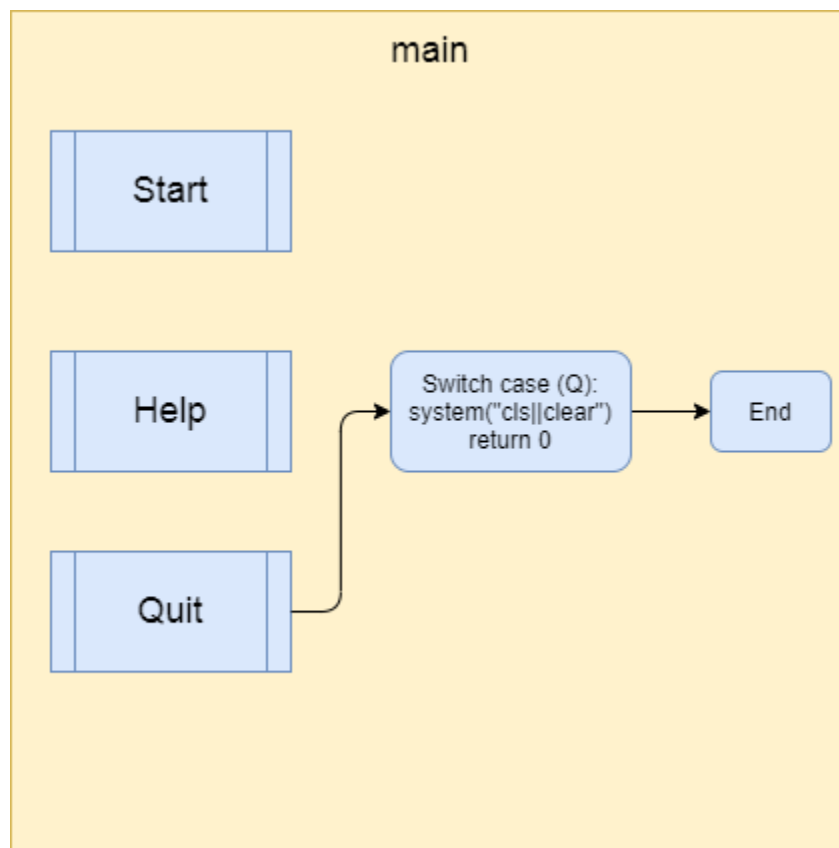 main
Start
Help
Switch case (Q):
system("cls||clear")
return 0
End
Quit